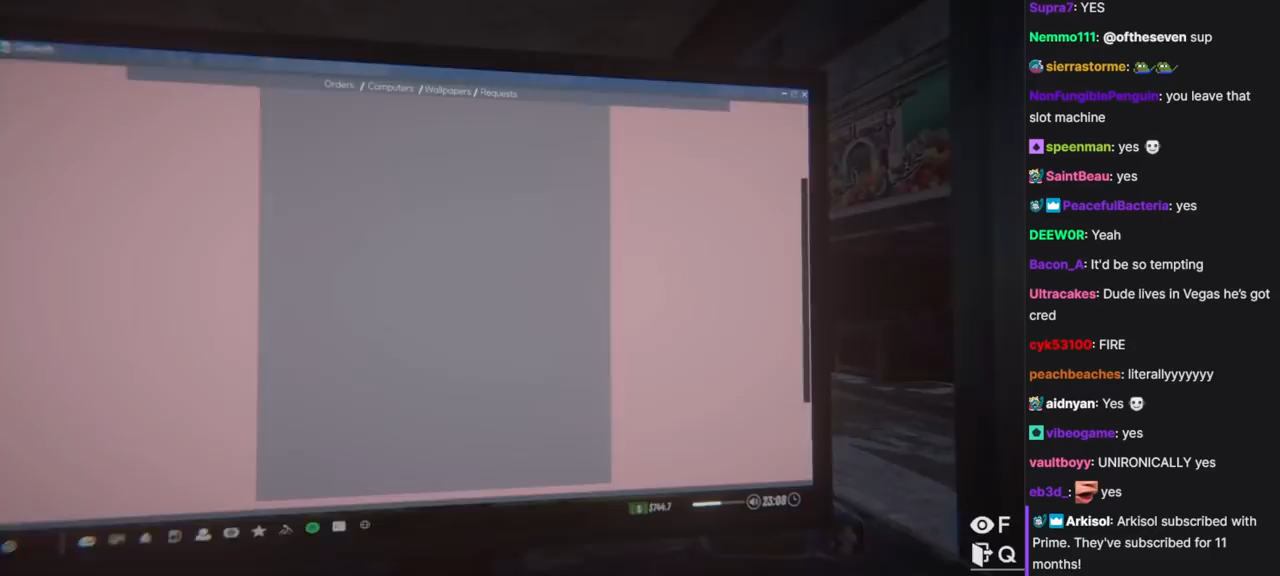 Orders / Computers / Wallpapers / Requests
$744.7
23:08
F
Q
Supra7: YES
Nemmo111: @oftheseven sup
sierrastorme:
NonFungiblePenguin: you leave that
slot machine
speenman: yes
SaintBeau: yes
PeacefulBacteria: yes
DEEW0R: Yeah
Bacon_A: It'd be so tempting
Ultracakes: Dude lives in Vegas he's got
cred
cyk53100: FIRE
peachbeaches: literallyyyyyyy
aidnyan: Yes
vibeogame: yes
vaultboyy: UNIRONICALLY yes
eb3d_: yes
Arkisol: Arkisol subscribed with
Prime. They've subscribed for 11
months!